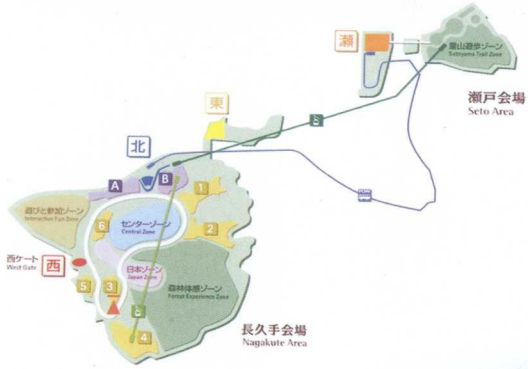 瀬
里山遊歩ゾーン
Satoyama Trail Zone
瀬戸会場
Seto Area
東
北
A
B
1
遊びと参加ゾーン
Interactive Fun Zone
センターゾーン
Central Zone
6
2
西ゲート
West Gate
西
日本ゾーン
Japan Zone
森林体感ゾーン
Forest Experience Zone
5
3
4
長久手会場
Nagakute Area